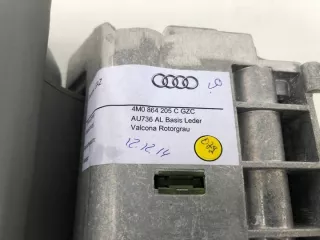 4M0 864 205 C GZC
AU736 AL Basis Leder
Valcona Rotorgrau
12.12.14